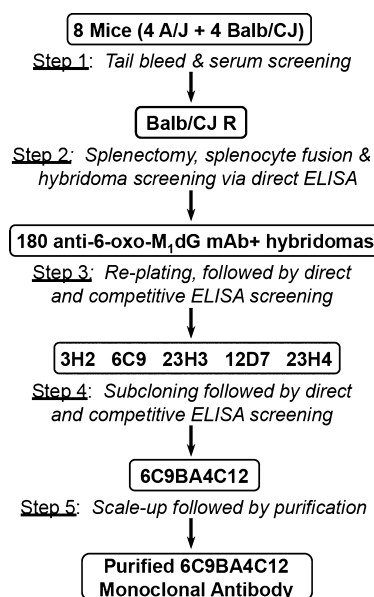 8 Mice (4 A/J + 4 Balb/CJ)
Step 1: Tail bleed & serum screening
Balb/CJ R
Step 2: Splenectomy, splenocyte fusion &
hybridoma screening via direct ELISA
180 anti-6-oxo-M₁dG mAb+ hybridomas
Step 3: Re-plating, followed by direct
and competitive ELISA screening
3H2 6C9 23H3 12D7 23H4
Step 4: Subcloning followed by direct
and competitive ELISA screening
6C9BA4C12
Step 5: Scale-up followed by purification
Purified 6C9BA4C12
Monoclonal Antibody